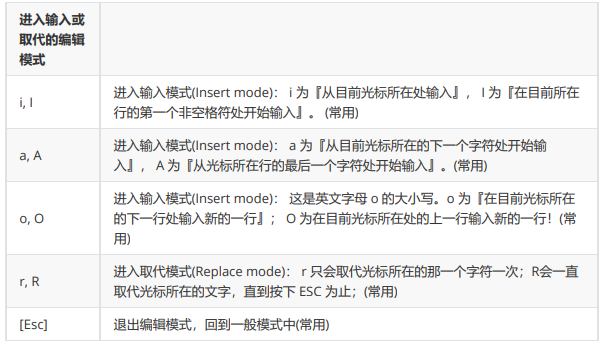 进入输入或
取代的编辑
模式
i, I
进入输入模式(Insert mode)： i 为『从目前光标所在处输入』， I 为『在目前所在
行的第一个非空格符处开始输入』。 (常用)
a, A
进入输入模式(Insert mode)： a 为『从目前光标所在的下一个字符处开始输
入』， A 为『从光标所在行的最后一个字符处开始输入』。(常用)
o, O
进入输入模式(Insert mode)： 这是英文字母 o 的大小写。o 为『在目前光标所在
的下一行处输入新的一行』； O 为在目前光标所在处的上一行输入新的一行！(常
用)
r, R
进入取代模式(Replace mode)： r 只会取代光标所在的那一个字符一次；R会一直
取代光标所在的文字，直到按下 ESC 为止；(常用)
[Esc]
退出编辑模式，回到一般模式中(常用)